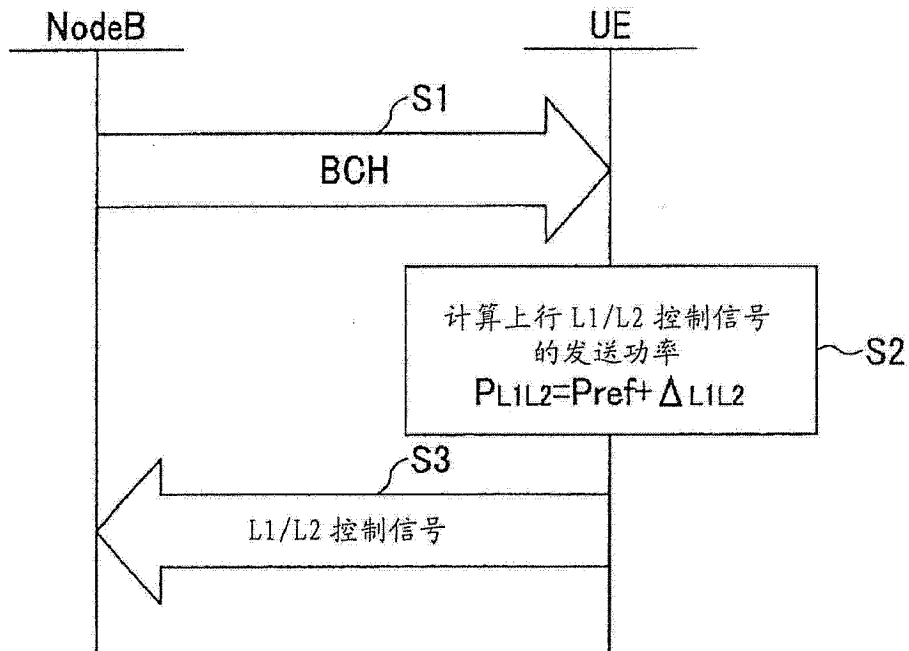 NodeB
UE
S1
BCH
计算上行 L1/L2 控制信号
的发送功率
PL1L2=Pref+ΔL1L2
S2
S3
L1/L2 控制信号